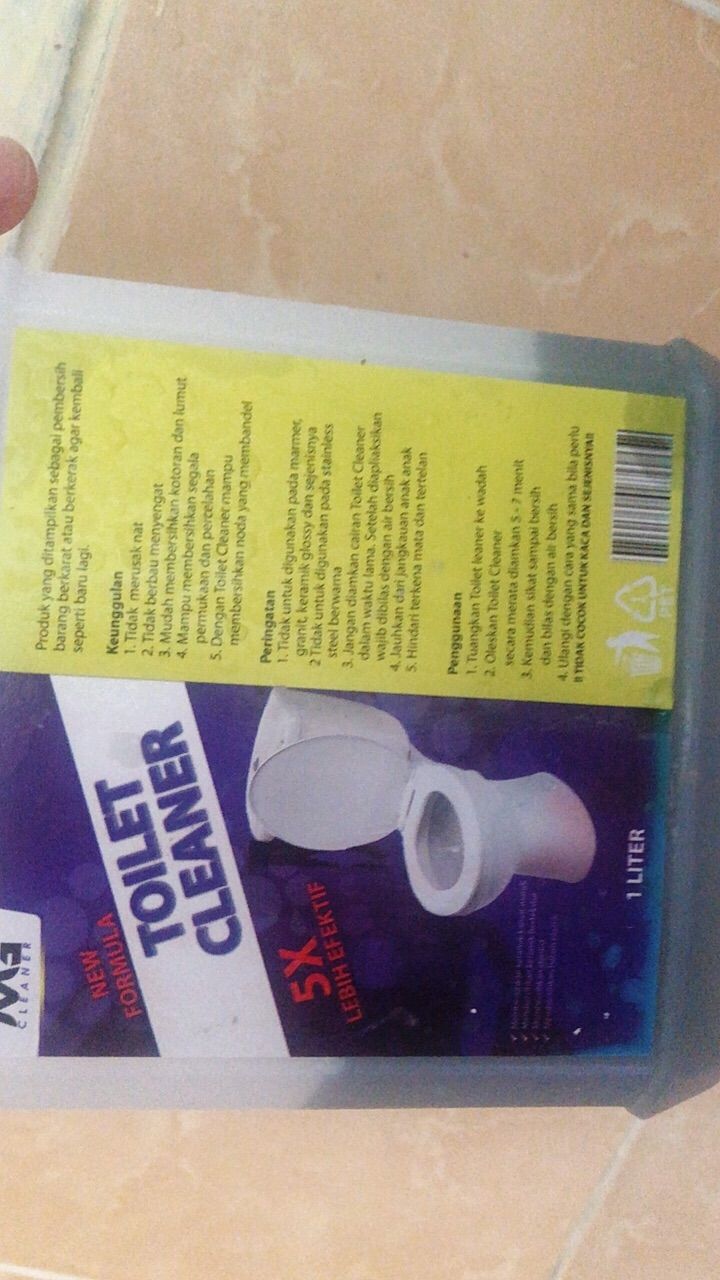 CLEANER
NEW
FORMULA
TOILET
CLEANER
5X
LEBIH EFEKTIF
1 LITER
Produk yang ditampilkan sebagai pembersih
barang berkarat atau berkerak agar kembali
seperti baru lagi.
Keunggulan
1. Tidak merusak nat
2. Tidak berbau menyengat
3. Mudah membersihkan kotoran dan lumut
4. Mampu membersihkan segala
permukaan dan percelahan
5. Dengan Toilet Cleaner mampu
membersihkan noda yang membandel
Peringatan
1. Tidak untuk digunakan pada marmer,
granit, keramik glossy dan sejenisnya
2 Tidak untuk digunakan pada stainless
steel berwarna
3. Jangan diamkan cairan Toilet Cleaner
dalam waktu lama. Setelah diapliaksikan
wajib dibilas dengan air bersih
4. Jauhkan dari jangkauan anak anak
5. Hindari terkena mata dan tertelan
Penggunaan
1. Tuangkan Toilet leaner ke wadah
2. Oleskan Toilet Cleaner
secara merata diamkan 5 - 7 menit
3. Kemudian sikat sampai bersih
dan bilas dengan air bersih
4. Ulangi dengan cara yang sama bila perlu
!! TIDAK COCOK UNTUK KACA DAN SEJENISNYA!!
PET